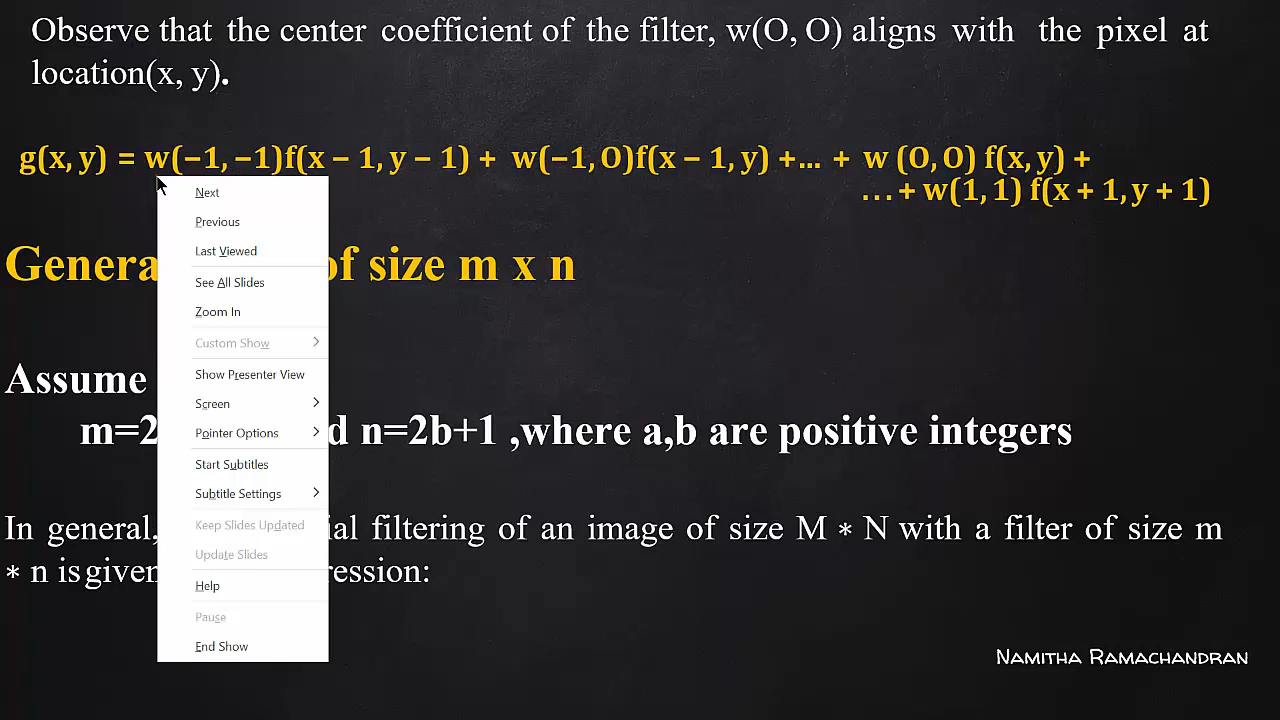 Observe that the center coefficient of the filter, w(O, O) aligns with the pixel at
location(x, y).
g(x, y) = w(−1, −1)f(x − 1, y − 1) + w(−1, O)f(x − 1, y) +… + w (O, O) f(x, y) +
… + w(1, 1) f(x + 1, y + 1)
Genera of size m x n
Assume
m=2 d n=2b+1 ,where a,b are positive integers
In general, ial filtering of an image of size M ∗ N with a filter of size m
∗ n is given ression:
Next
Previous
Last Viewed
See All Slides
Zoom In
Custom Show
Show Presenter View
Screen
Pointer Options
Start Subtitles
Subtitle Settings
Keep Slides Updated
Update Slides
Help
Pause
End Show
Namitha Ramachandran